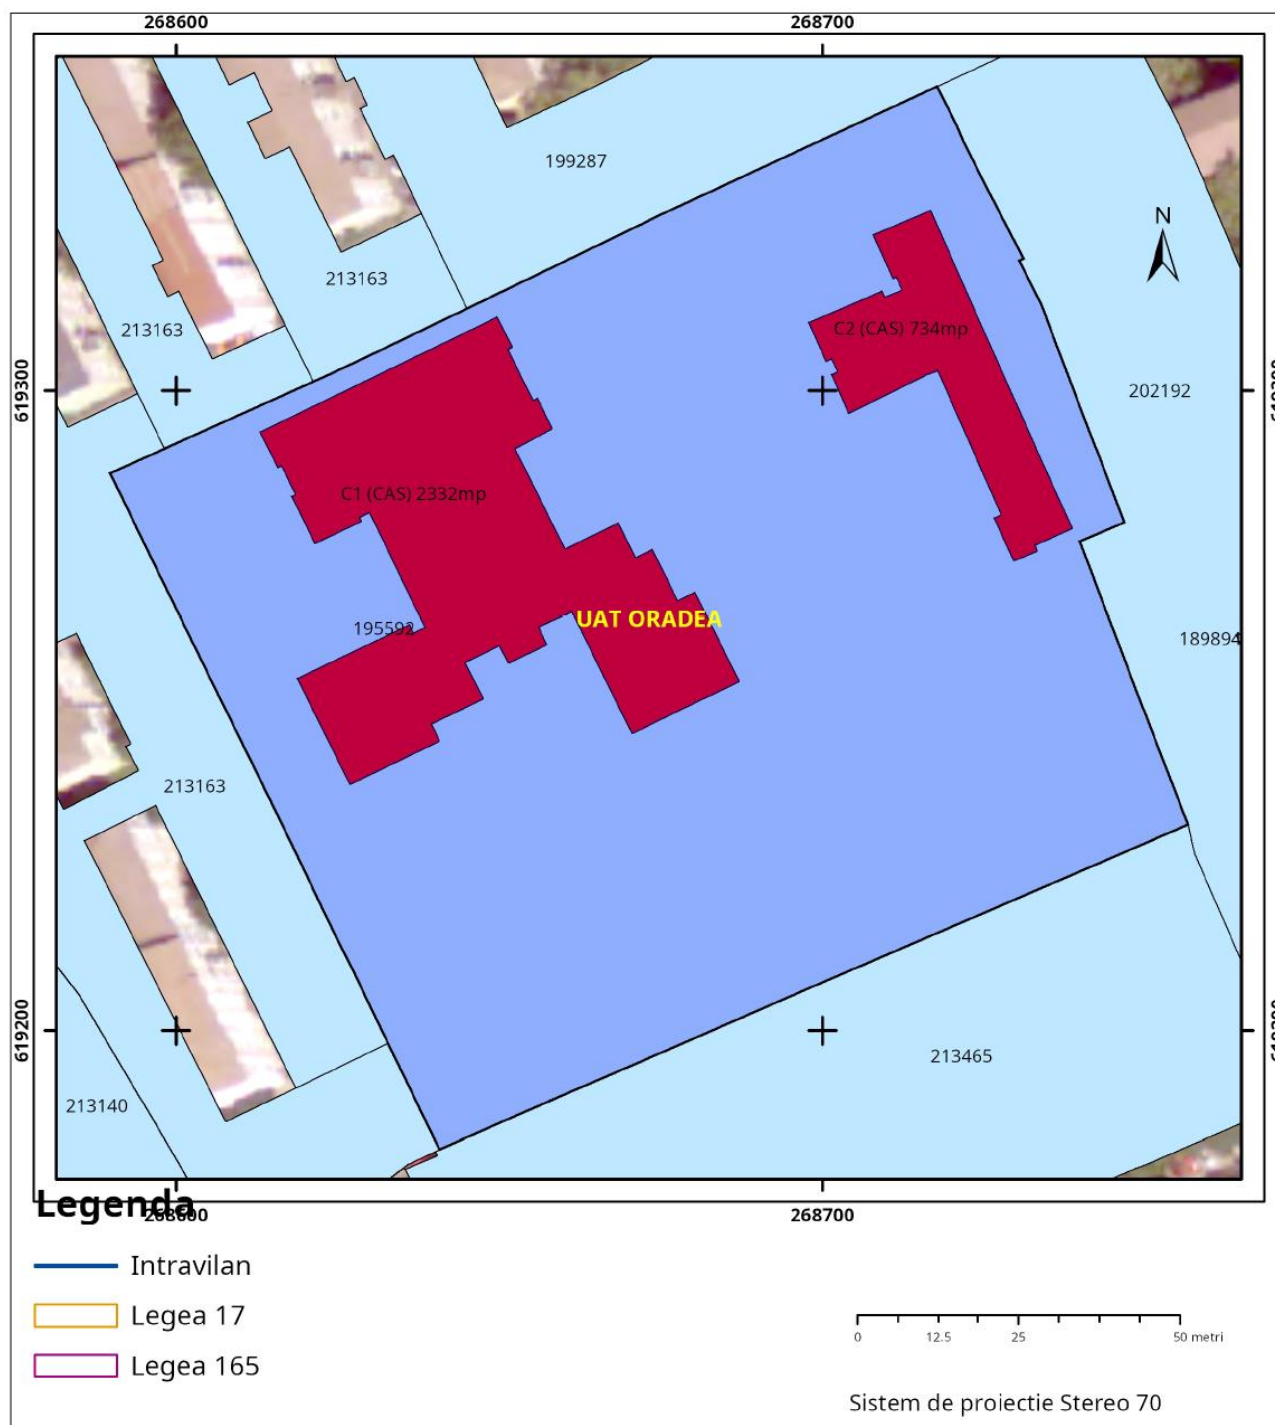 268600
268700
199287
213163
213163
C2 (CAS) 734mp
N
619300
202192
C1 (CAS) 2332mp
195592
UAT ORADEA
189894
213163
619200
213465
213140
268600
268700
Legenda
Intravilan
Legea 17
Legea 165
0 12.5 25 50 metri
Sistem de proiectie Stereo 70